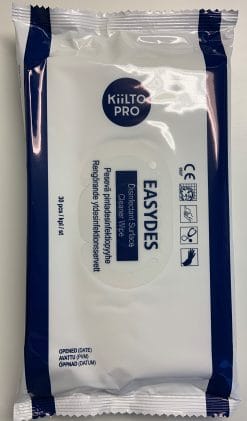 KiiLTO
PRO
EASYDES
Disinfectant Surface
Cleaner Wipe
Pesevä pintadesinfektiopyyhe
Rengörande ytdesinfektionsservett
30 pcs / kpl / st
CE
OPENED (DATE)
AVATTU (PVM)
ÖPPNAD (DATUM)